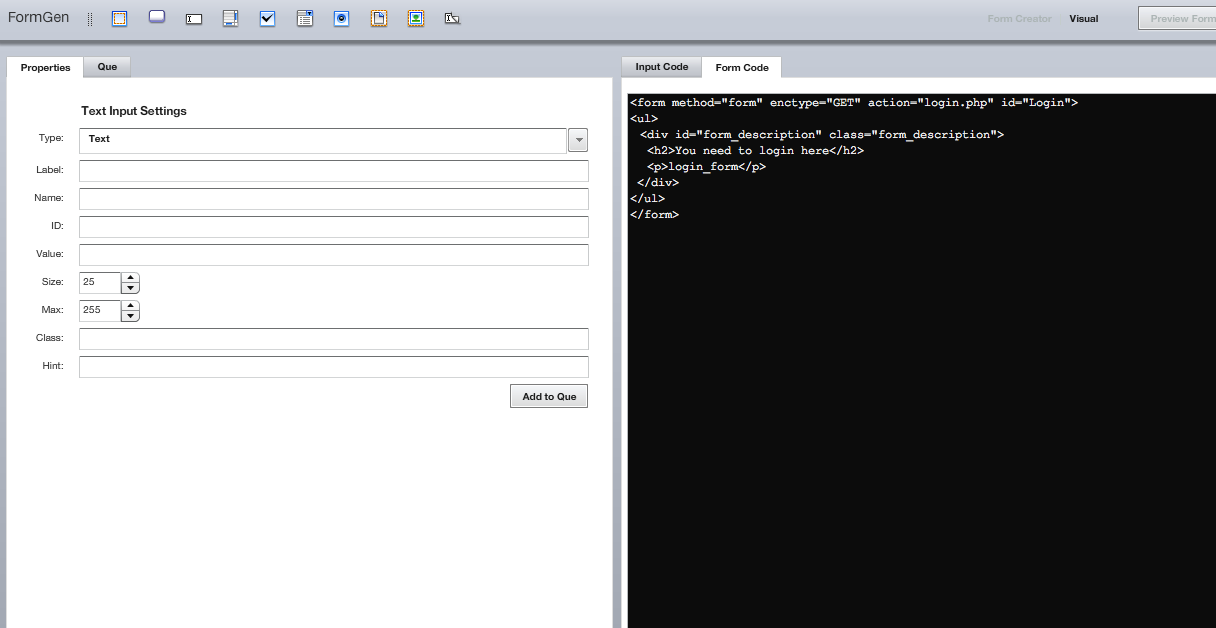 FormGen
Form Creator
Visual
Preview Form
Properties
Que
Text Input Settings
Type:
Text
Label:
Name:
ID:
Value:
Size:
25
Max:
255
Class:
Hint:
Add to Que
Input Code
Form Code
<form method="form" enctype="GET" action="login.php" id="Login">
<ul>
<div id="form_description" class="form_description">
<h2>You need to login here</h2>
<p>login_form</p>
</div>
</ul>
</form>